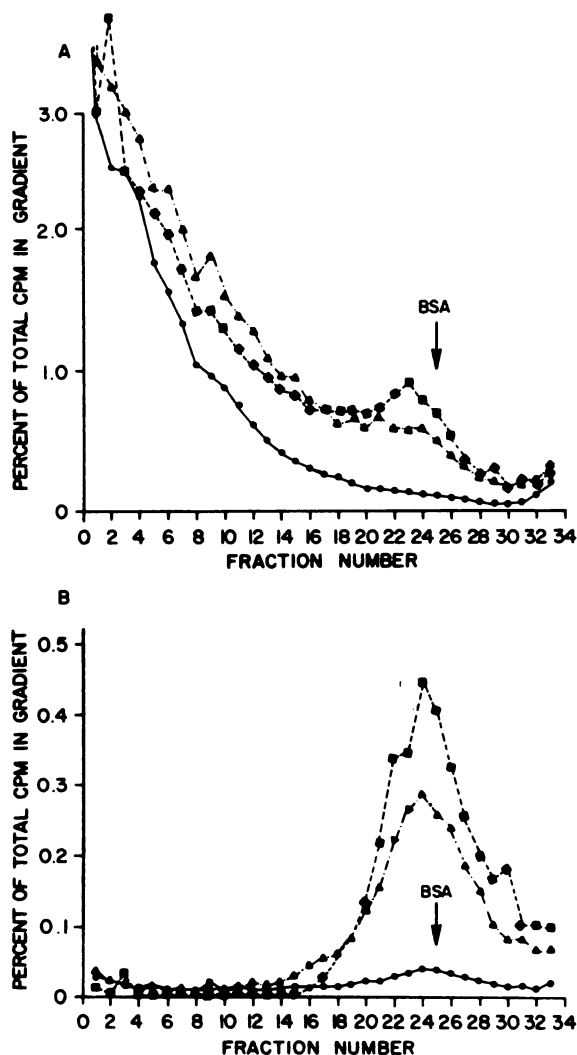 A
PERCENT OF TOTAL CPM IN GRADIENT
3.0
2.0
1.0
0
BSA
0 2 4 6 8 10 12 14 16 18 20 22 24 26 28 30 32 34
FRACTION NUMBER
B
PERCENT OF TOTAL CPM IN GRADIENT
0.5
0.4
0.3
0.2
0.1
0
BSA
0 2 4 6 8 10 12 14 16 18 20 22 24 26 28 30 32 34
FRACTION NUMBER